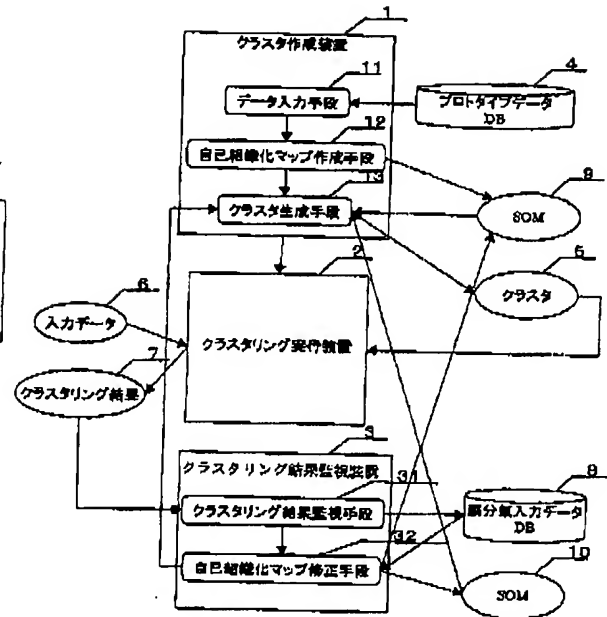 1
クラスタ作成装置
11
データ入力手段
4
プロトタイプデータ
DB
12
自己組織化マップ作成手段
13
クラスタ生成手段
9
SOM
2
5
クラスタ
6
入力データ
クラスタリング実行装置
7
クラスタリング結果
3
クラスタリング結果監視装置
31
クラスタリング結果監視手段
8
誤分類入力データ
DB
32
自己組織化マップ修正手段
10
SOM